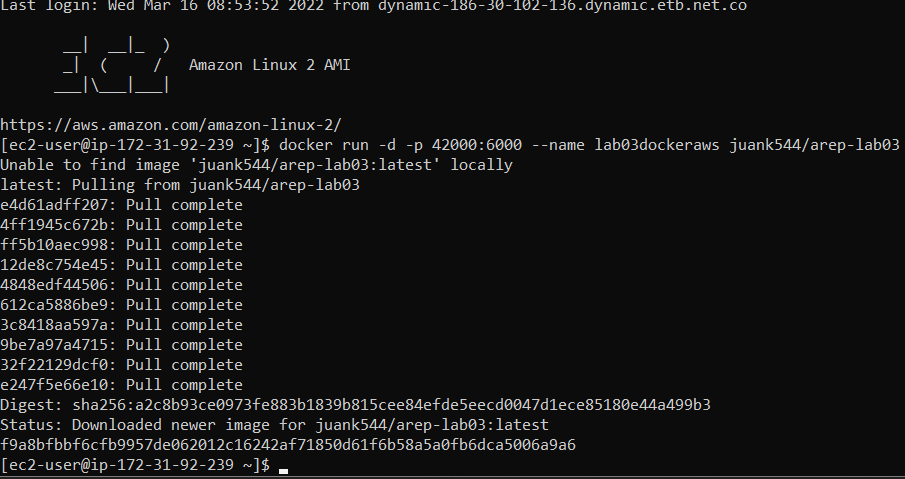 Last login: Wed Mar 16 08:53:52 2022 from dynamic-186-30-102-136.dynamic.etb.net.co
       __|  __|_  )
       _|  (     /   Amazon Linux 2 AMI
      ___|\___|___|
https://aws.amazon.com/amazon-linux-2/
[ec2-user@ip-172-31-92-239 ~]$ docker run -d -p 42000:6000 --name lab03dockeraws juank544/arep-lab03
Unable to find image 'juank544/arep-lab03:latest' locally
latest: Pulling from juank544/arep-lab03
e4d61adff207: Pull complete
4ff1945c672b: Pull complete
ff5b10aec998: Pull complete
12de8c754e45: Pull complete
4848edf44506: Pull complete
612ca5886be9: Pull complete
3c8418aa597a: Pull complete
9be7a97a4715: Pull complete
32f22129dcf0: Pull complete
e247f5e66e10: Pull complete
Digest: sha256:a2c8b93ce0973fe883b1839b815cee84efde5eecd0047d1ece85180e44a499b3
Status: Downloaded newer image for juank544/arep-lab03:latest
f9a8bfbbf6cfb9957de062012c16242af71850d61f6b58a5a0fb6dca5006a9a6
[ec2-user@ip-172-31-92-239 ~]$